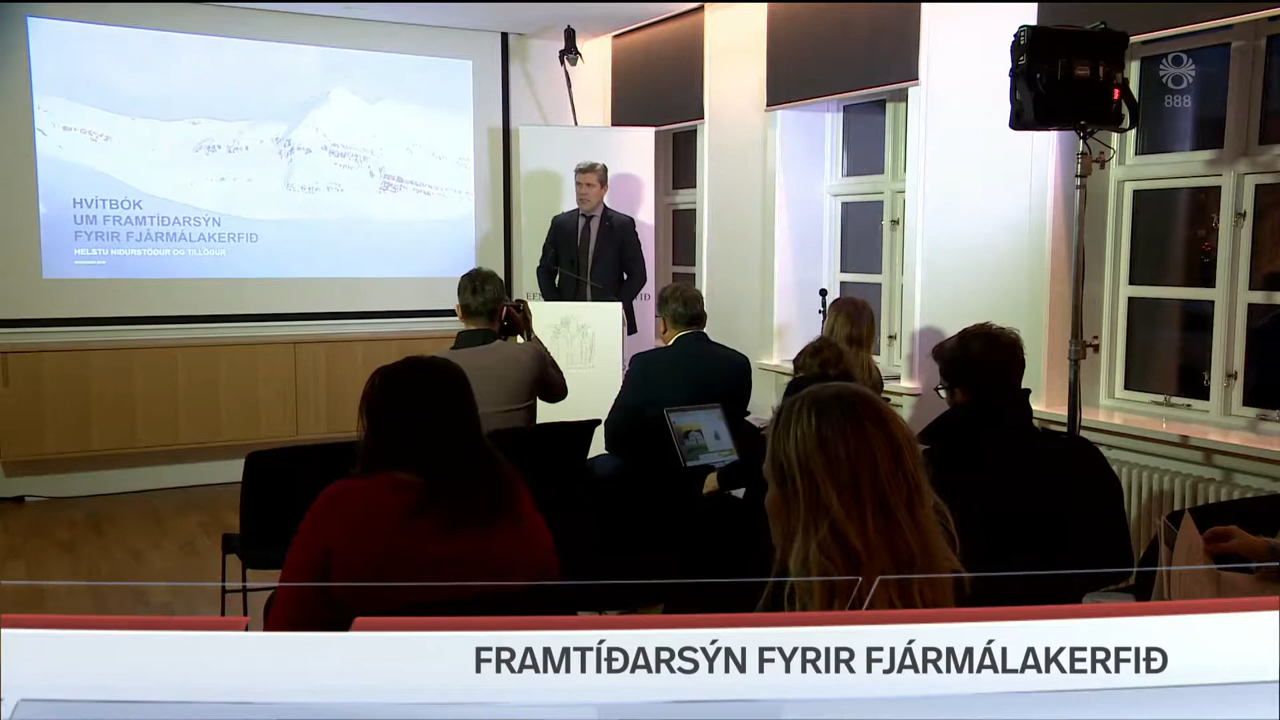 888
HVÍTBÓK
UM FRAMTÍÐARSÝN
FYRIR FJÁRMÁLAKERFIÐ
HELSTU NIÐURSTÖÐUR OG TILLÖGUR
FRAMTÍÐARSÝN FYRIR FJÁRMÁLAKERFIÐ